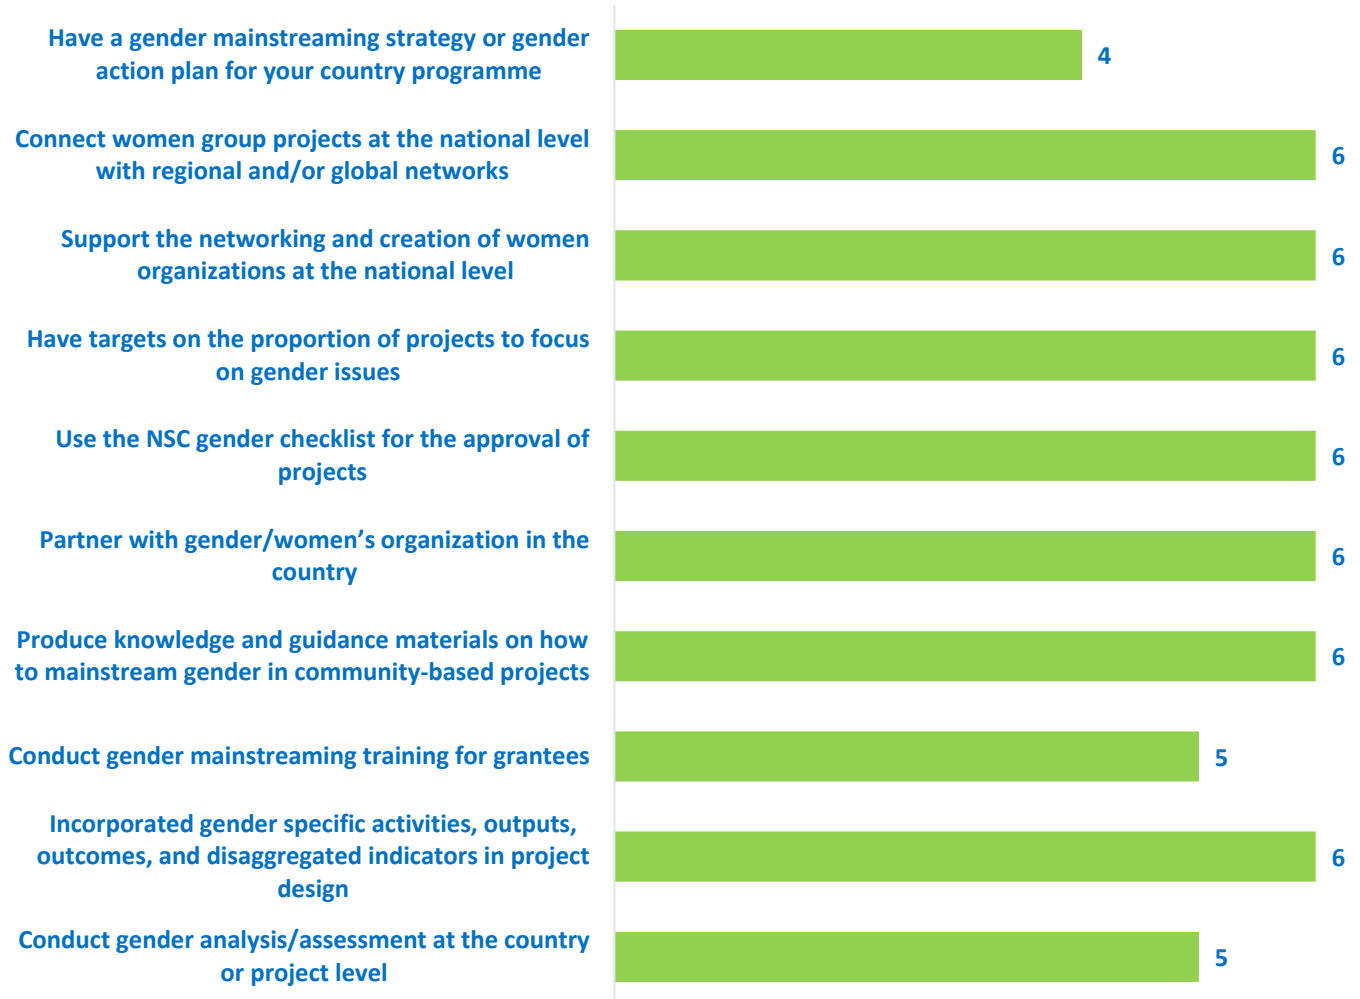 Have a gender mainstreaming strategy or gender
action plan for your country programme
4
Connect women group projects at the national level
with regional and/or global networks
6
Support the networking and creation of women
organizations at the national level
6
Have targets on the proportion of projects to focus
on gender issues
6
Use the NSC gender checklist for the approval of
projects
6
Partner with gender/women’s organization in the
country
6
Produce knowledge and guidance materials on how
to mainstream gender in community-based projects
6
Conduct gender mainstreaming training for grantees
5
Incorporated gender specific activities, outputs,
outcomes, and disaggregated indicators in project
design
6
Conduct gender analysis/assessment at the country
or project level
5